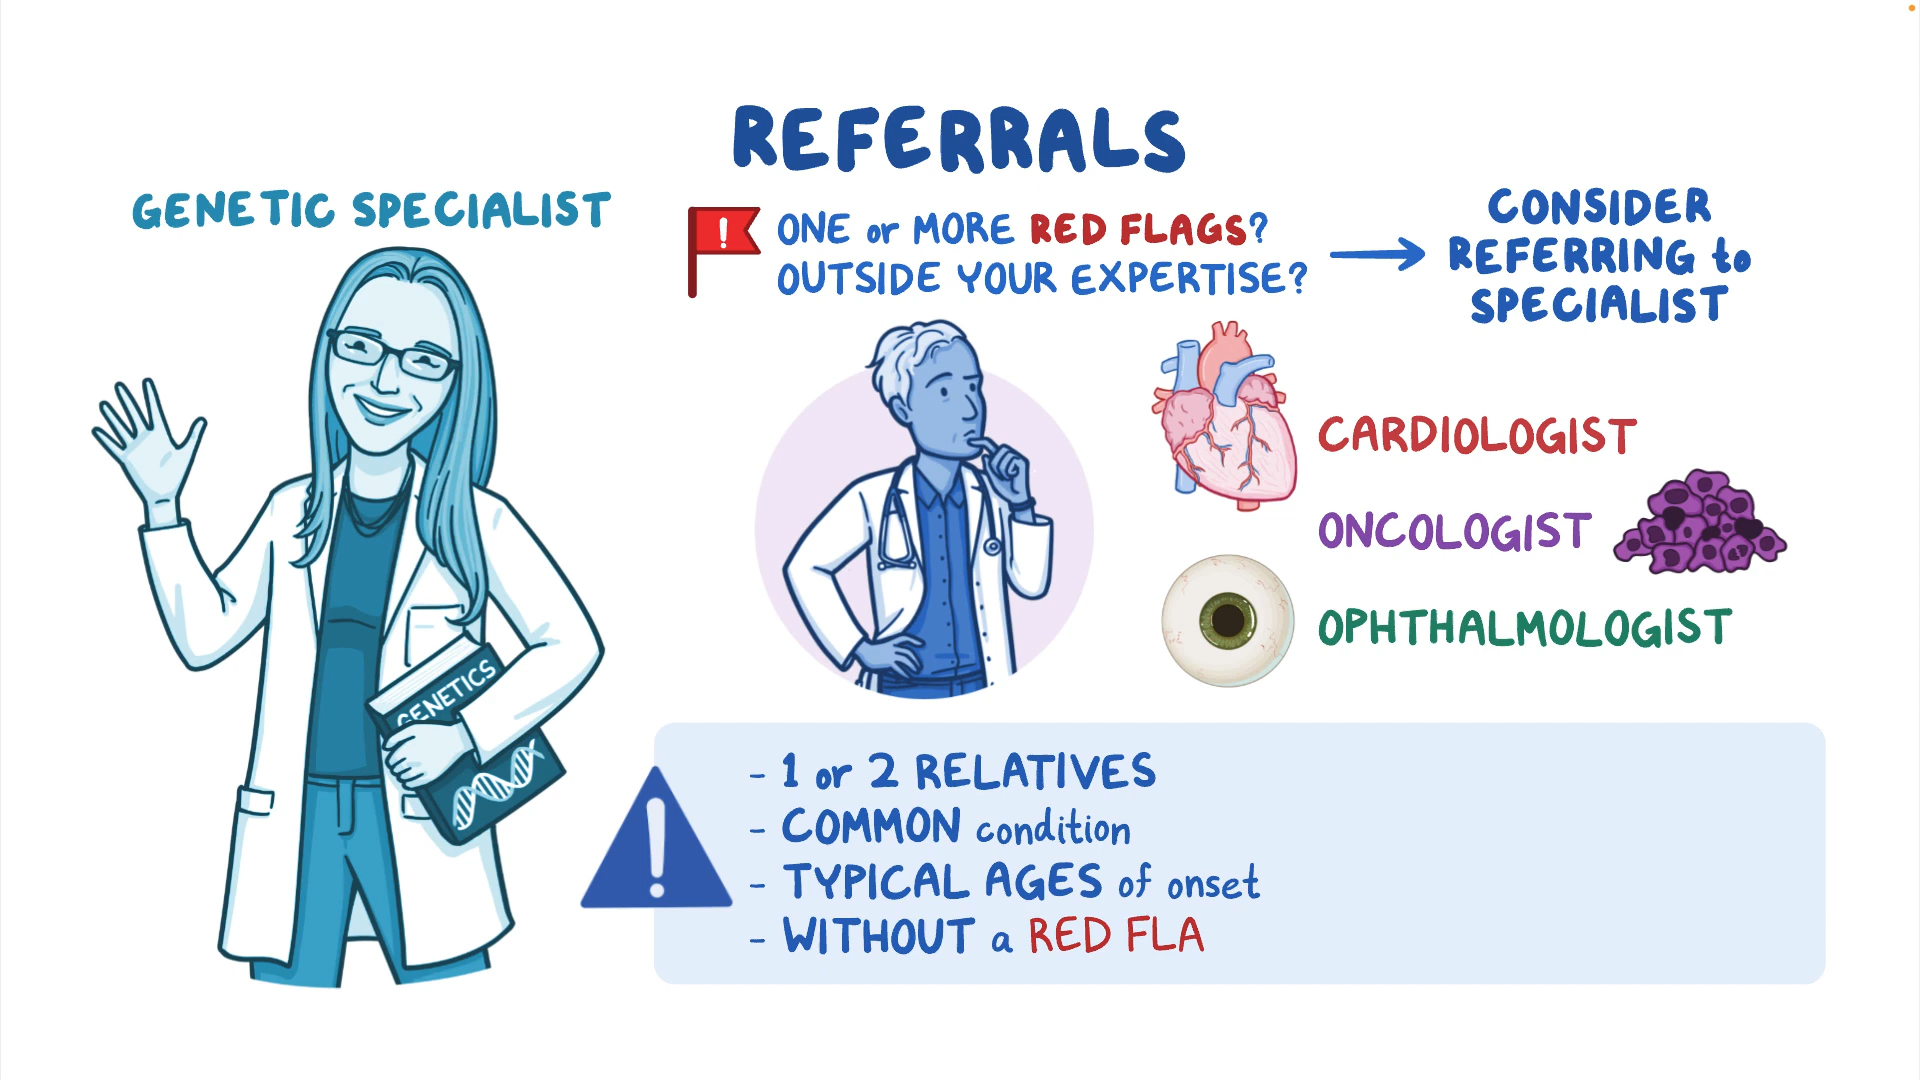 REFERRALS
GENETIC SPECIALIST
ONE or MORE RED FLAGS?
OUTSIDE YOUR EXPERTISE?
CONSIDER
REFERRING to
SPECIALIST
CARDIOLOGIST
ONCOLOGIST
OPHTHALMOLOGIST
GENETICS
- 1 or 2 RELATIVES
- COMMON condition
- TYPICAL AGES of onset
- WITHOUT a RED FLA